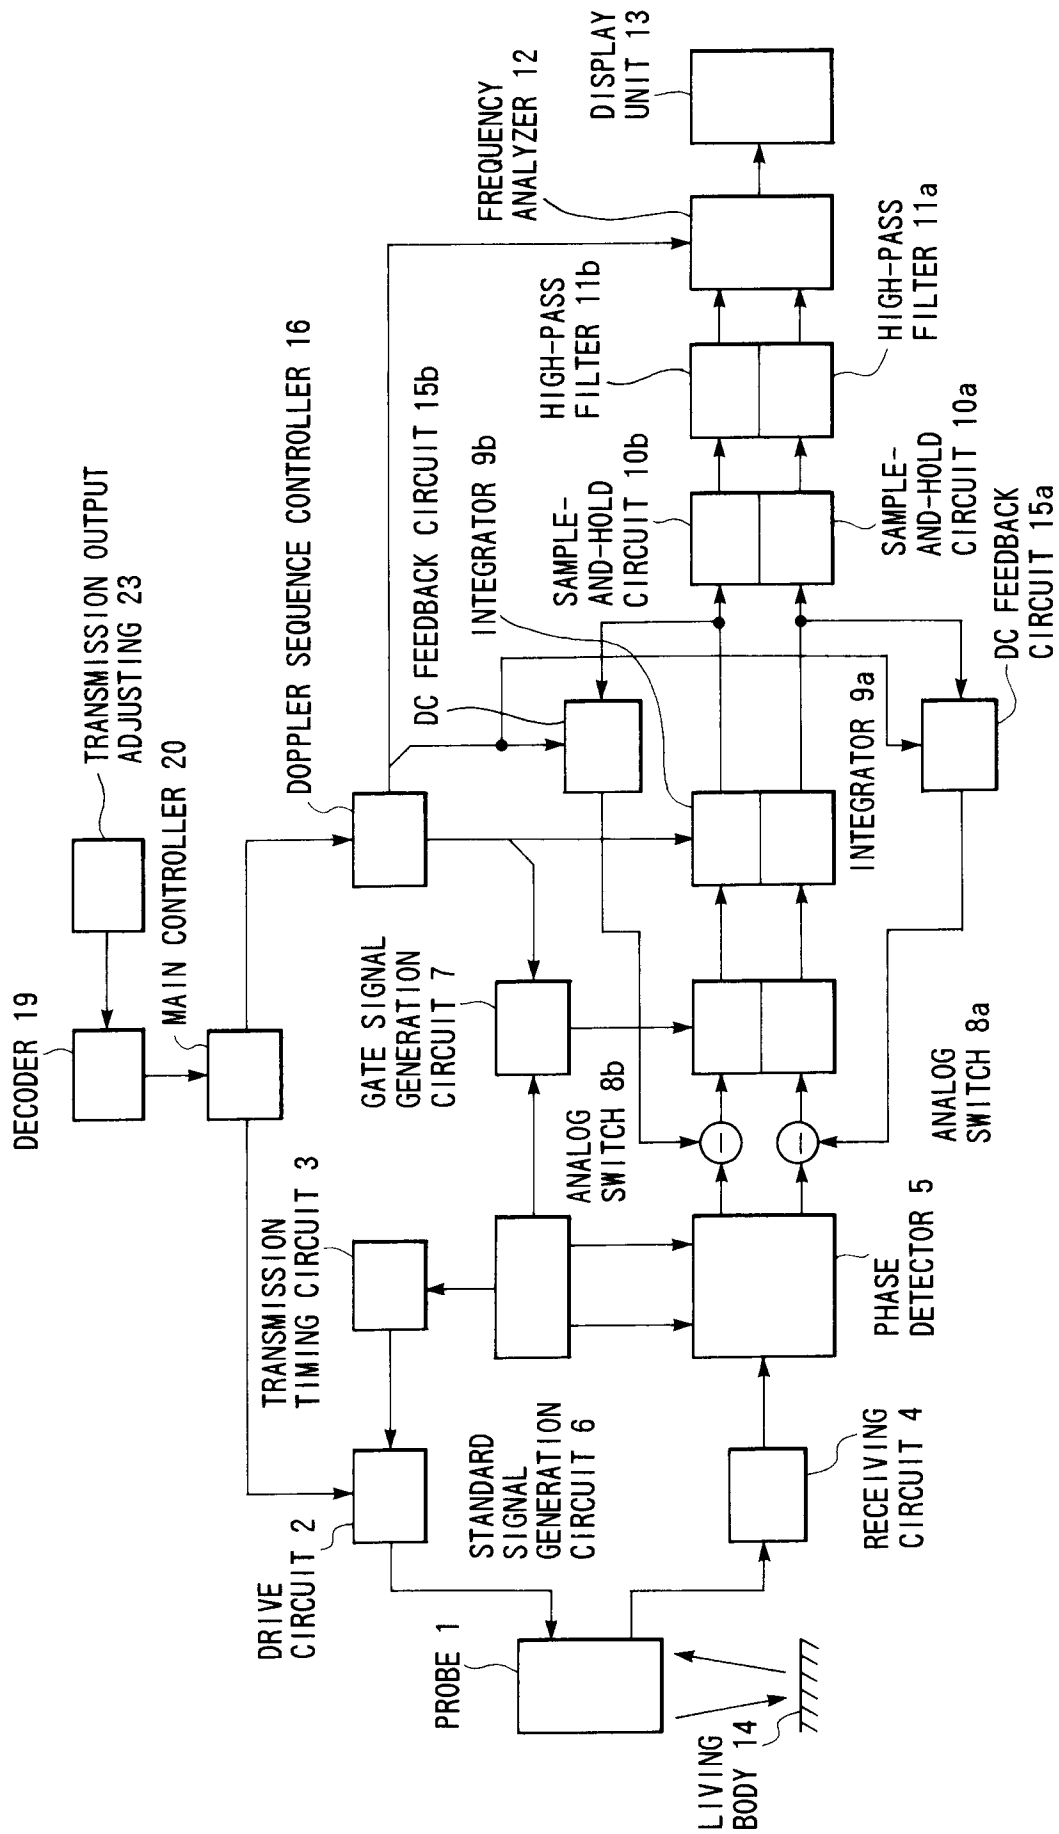 DECODER 19
TRANSMISSION OUTPUT
ADJUSTING 23
MAIN CONTROLLER 20
DRIVE
CIRCUIT 2
TRANSMISSION
TIMING CIRCUIT 3
DOPPLER SEQUENCE CONTROLLER 16
GATE SIGNAL
GENERATION
CIRCUIT 7
DC FEEDBACK CIRCUIT 15b
INTEGRATOR 9b
PROBE 1
STANDARD
SIGNAL
GENERATION
CIRCUIT 6
ANALOG
SWITCH 8b
SAMPLE-
AND-HOLD
CIRCUIT 10b
HIGH-PASS
FILTER 11b
FREQUENCY
ANALYZER 12
DISPLAY
UNIT 13
LIVING
BODY 14
RECEIVING
CIRCUIT 4
PHASE
DETECTOR 5
ANALOG
SWITCH 8a
INTEGRATOR 9a
SAMPLE-
AND-HOLD
CIRCUIT 10a
HIGH-PASS
FILTER 11a
DC FEEDBACK
CIRCUIT 15a